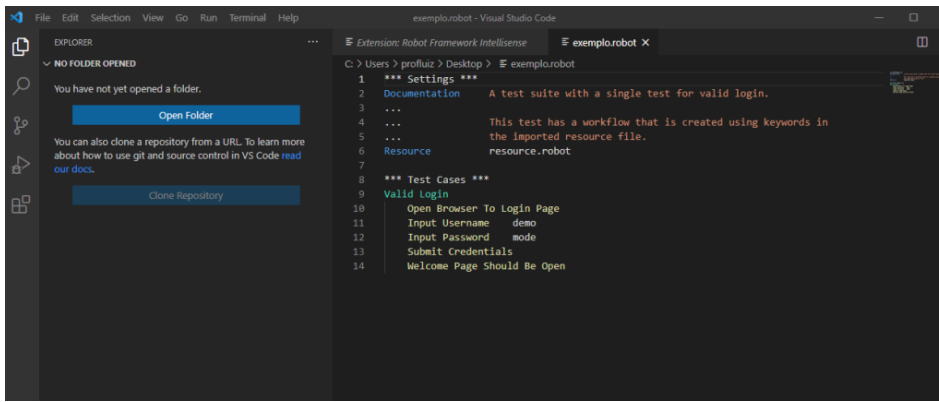 File Edit Selection View Go Run Terminal Help
exemplo.robot - Visual Studio Code
EXPLORER ...
NO FOLDER OPENED
You have not yet opened a folder.
Open Folder
You can also clone a repository from a URL. To learn more
about how to use git and source control in VS Code read
our docs.
Clone Repository
Extension: Robot Framework Intellisense
exemplo.robot
C: > Users > profluiz > Desktop > exemplo.robot
1 *** Settings ***
2 Documentation A test suite with a single test for valid login.
3 ...
4 ... This test has a workflow that is created using keywords in
5 ... the imported resource file.
6 Resource resource.robot
7
8 *** Test Cases ***
9 Valid Login
10 Open Browser To Login Page
11 Input Username demo
12 Input Password mode
13 Submit Credentials
14 Welcome Page Should Be Open